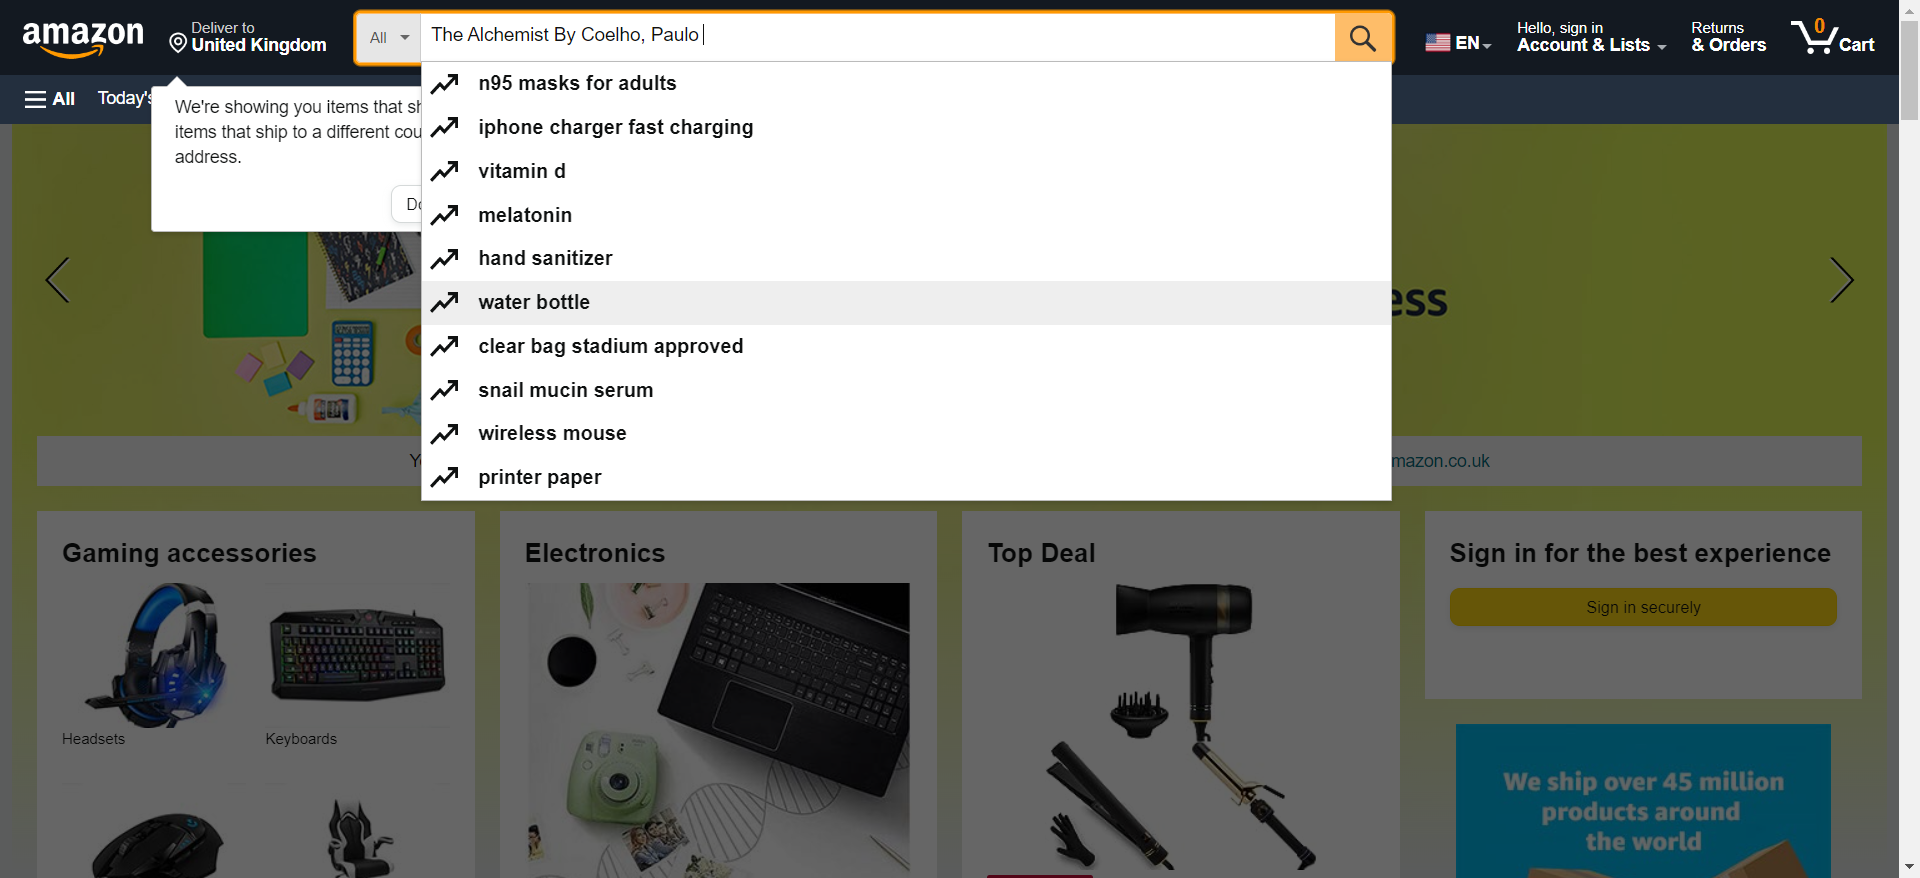 amazon
Deliver to
United Kingdom
All
The Alchemist By Coelho, Paulo
EN
Hello, sign in
Account & Lists
Returns
& Orders
0
Cart
All
Today's
We're showing you items that sh
items that ship to a different cou
address.
Do
n95 masks for adults
iphone charger fast charging
vitamin d
melatonin
hand sanitizer
water bottle
clear bag stadium approved
snail mucin serum
wireless mouse
printer paper
ess
Yo
mazon.co.uk
Gaming accessories
Headsets
Keyboards
Electronics
Top Deal
Sign in for the best experience
Sign in securely
We ship over 45 million
products around
the world